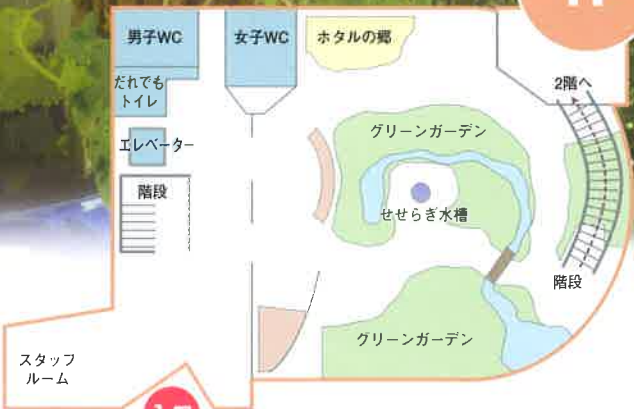 男子WC
女子WC
ホタルの郷
だれでも
トイレ
エレベーター
階段
2階へ
グリーンガーデン
せせらぎ水槽
階段
グリーンガーデン
スタッフ
ルーム